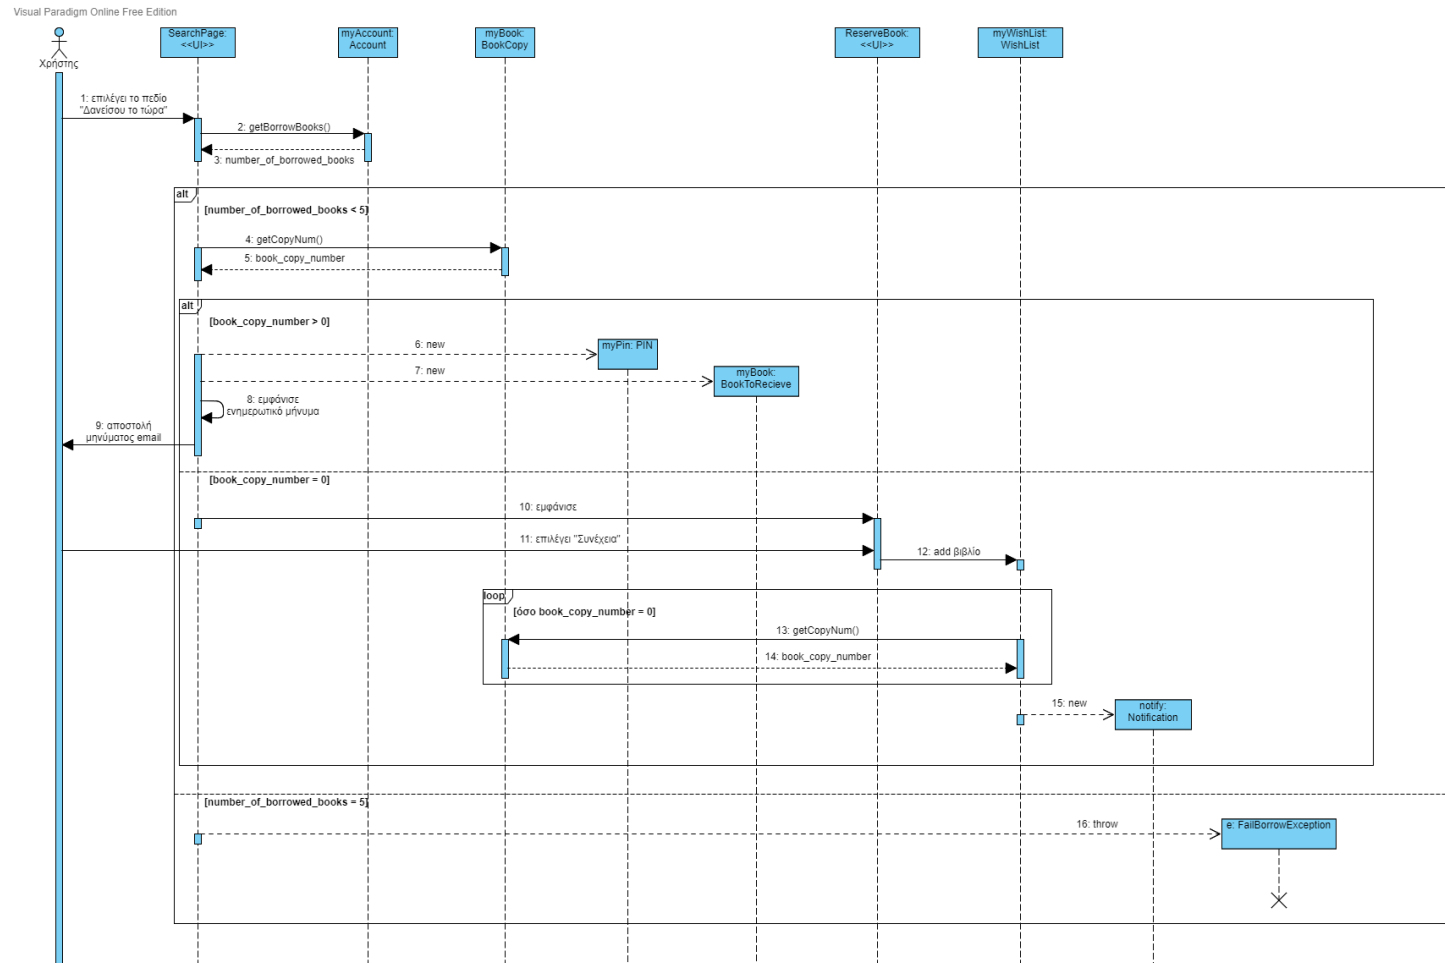 Visual Paradigm Online Free Edition
SearchPage:
<<UI>>
myAccount:
Account
myBook:
BookCopy
ReserveBook:
<<UI>>
myWishList:
WishList
Χρήστης
1: επιλέγει το πεδίο
"Δανείσου το τώρα"
2: getBorrowBooks()
3: number_of_borrowed_books
alt
[number_of_borrowed_books < 5]
4: getCopyNum()
5: book_copy_number
alt
[book_copy_number > 0]
6: new
myPin: PIN
7: new
myBook:
BookToRecieve
8: εμφάνισε
ενημερωτικό μήνυμα
9: αποστολή
μηνύματος email
[book_copy_number = 0]
10: εμφάνισε
11: επιλέγει "Συνέχεια"
12: add βιβλίο
loop
[όσο book_copy_number = 0]
13: getCopyNum()
14: book_copy_number
15: new
notify:
Notification
[number_of_borrowed_books = 5]
16: throw
e: FailBorrowException